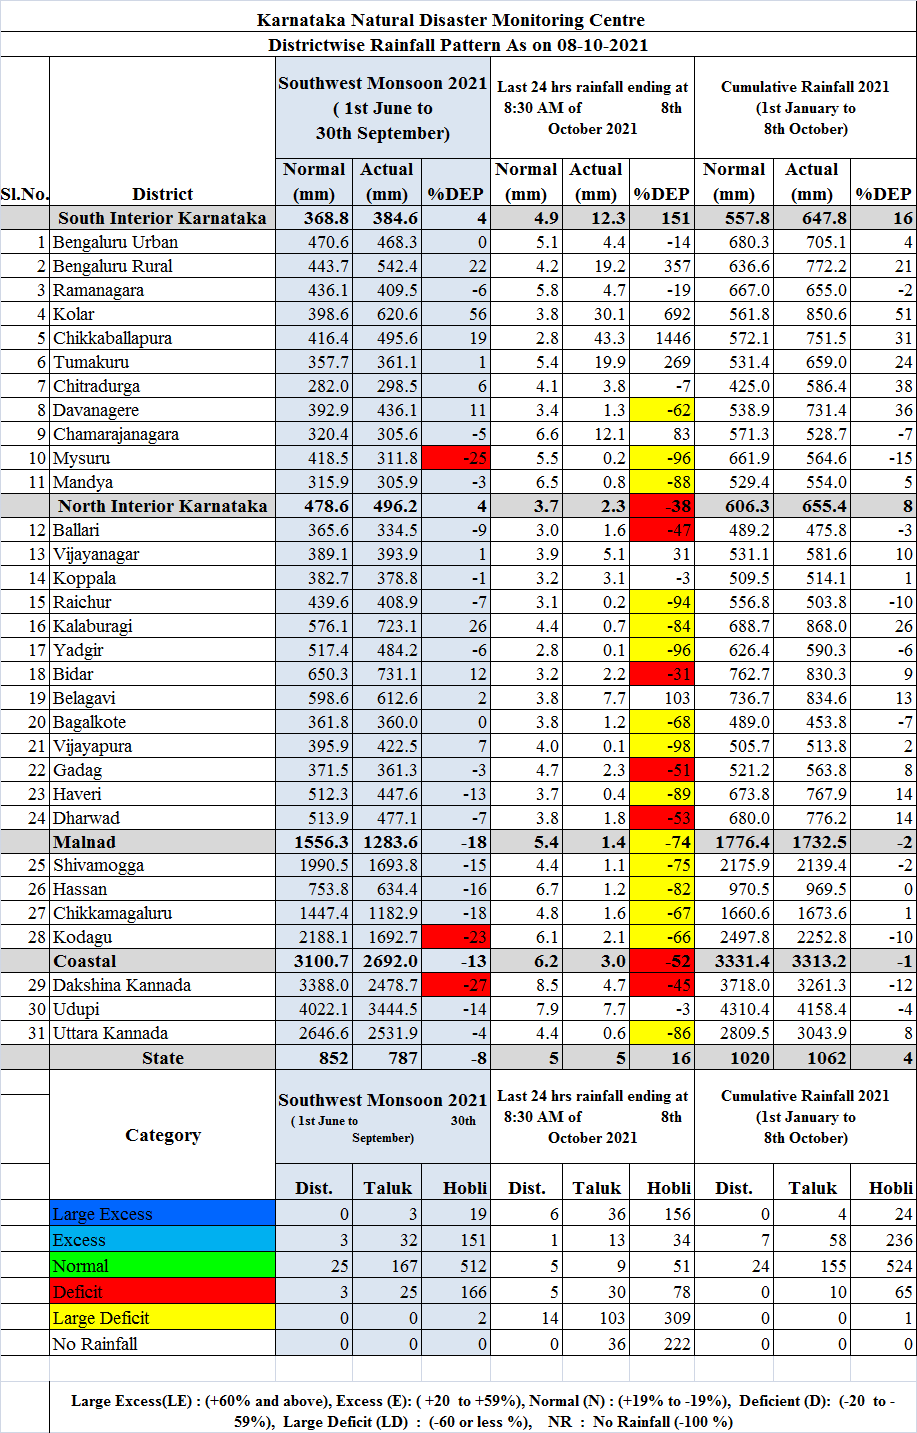 Karnataka Natural Disaster Monitoring Centre
Districtwise Rainfall Pattern As on 08-10-2021
Southwest Monsoon 2021 ( 1st June to 30th September) Last 24 hrs rainfall ending at 8:30 AM of 8th October 2021 Cumulative Rainfall 2021 (1st January to 8th October)
Sl.No. District Normal (mm) Actual (mm) %DEP Normal (mm) Actual (mm) %DEP Normal (mm) Actual (mm) %DEP
South Interior Karnataka 368.8 384.6 4 4.9 12.3 151 557.8 647.8 16
1 Bengaluru Urban 470.6 468.3 0 5.1 4.4 -14 680.3 705.1 4
2 Bengaluru Rural 443.7 542.4 22 4.2 19.2 357 636.6 772.2 21
3 Ramanagara 436.1 409.5 -6 5.8 4.7 -19 667.0 655.0 -2
4 Kolar 398.6 620.6 56 3.8 30.1 692 561.8 850.6 51
5 Chikkaballapura 416.4 495.6 19 2.8 43.3 1446 572.1 751.5 31
6 Tumakuru 357.7 361.1 1 5.4 19.9 269 531.4 659.0 24
7 Chitradurga 282.0 298.5 6 4.1 3.8 -7 425.0 586.4 38
8 Davanagere 392.9 436.1 11 3.4 1.3 -62 538.9 731.4 36
9 Chamarajanagara 320.4 305.6 -5 6.6 12.1 83 571.3 528.7 -7
10 Mysuru 418.5 311.8 -25 5.5 0.2 -96 661.9 564.6 -15
11 Mandya 315.9 305.9 -3 6.5 0.8 -88 529.4 554.0 5
North Interior Karnataka 478.6 496.2 4 3.7 2.3 -38 606.3 655.4 8
12 Ballari 365.6 334.5 -9 3.0 1.6 -47 489.2 475.8 -3
13 Vijayanagar 389.1 393.9 1 3.9 5.1 31 531.1 581.6 10
14 Koppala 382.7 378.8 -1 3.2 3.1 -3 509.5 514.1 1
15 Raichur 439.6 408.9 -7 3.1 0.2 -94 556.8 503.8 -10
16 Kalaburagi 576.1 723.1 26 4.4 0.7 -84 688.7 868.0 26
17 Yadgir 517.4 484.2 -6 2.8 0.1 -96 626.4 590.3 -6
18 Bidar 650.3 731.1 12 3.2 2.2 -31 762.7 830.3 9
19 Belagavi 598.6 612.6 2 3.8 7.7 103 736.7 834.6 13
20 Bagalkote 361.8 360.0 0 3.8 1.2 -68 489.0 453.8 -7
21 Vijayapura 395.9 422.5 7 4.0 0.1 -98 505.7 513.8 2
22 Gadag 371.5 361.3 -3 4.7 2.3 -51 521.2 563.8 8
23 Haveri 512.3 447.6 -13 3.7 0.4 -89 673.8 767.9 14
24 Dharwad 513.9 477.1 -7 3.8 1.8 -53 680.0 776.2 14
Malnad 1556.3 1283.6 -18 5.4 1.4 -74 1776.4 1732.5 -2
25 Shivamogga 1990.5 1693.8 -15 4.4 1.1 -75 2175.9 2139.4 -2
26 Hassan 753.8 634.4 -16 6.7 1.2 -82 970.5 969.5 0
27 Chikkamagaluru 1447.4 1182.9 -18 4.8 1.6 -67 1660.6 1673.6 1
28 Kodagu 2188.1 1692.7 -23 6.1 2.1 -66 2497.8 2252.8 -10
Coastal 3100.7 2692.0 -13 6.2 3.0 -52 3331.4 3313.2 -1
29 Dakshina Kannada 3388.0 2478.7 -27 8.5 4.7 -45 3718.0 3261.3 -12
30 Udupi 4022.1 3444.5 -14 7.9 7.7 -3 4310.4 4158.4 -4
31 Uttara Kannada 2646.6 2531.9 -4 4.4 0.6 -86 2809.5 3043.9 8
State 852 787 -8 5 5 16 1020 1062 4
Category Southwest Monsoon 2021 ( 1st June to 30th September) Last 24 hrs rainfall ending at 8:30 AM of 8th October 2021 Cumulative Rainfall 2021 (1st January to 8th October)
Dist. Taluk Hobli Dist. Taluk Hobli Dist. Taluk Hobli
Large Excess 0 3 19 6 36 156 0 4 24
Excess 3 32 151 1 13 34 7 58 236
Normal 25 167 512 5 9 51 24 155 524
Deficit 3 25 166 5 30 78 0 10 65
Large Deficit 0 0 2 14 103 309 0 0 1
No Rainfall 0 0 0 0 36 222 0 0 0
Large Excess(LE) : (+60% and above), Excess (E): ( +20 to +59%), Normal (N) : (+19% to -19%), Deficient (D): (-20 to -
59%), Large Deficit (LD) : (-60 or less %), NR : No Rainfall (-100 %)